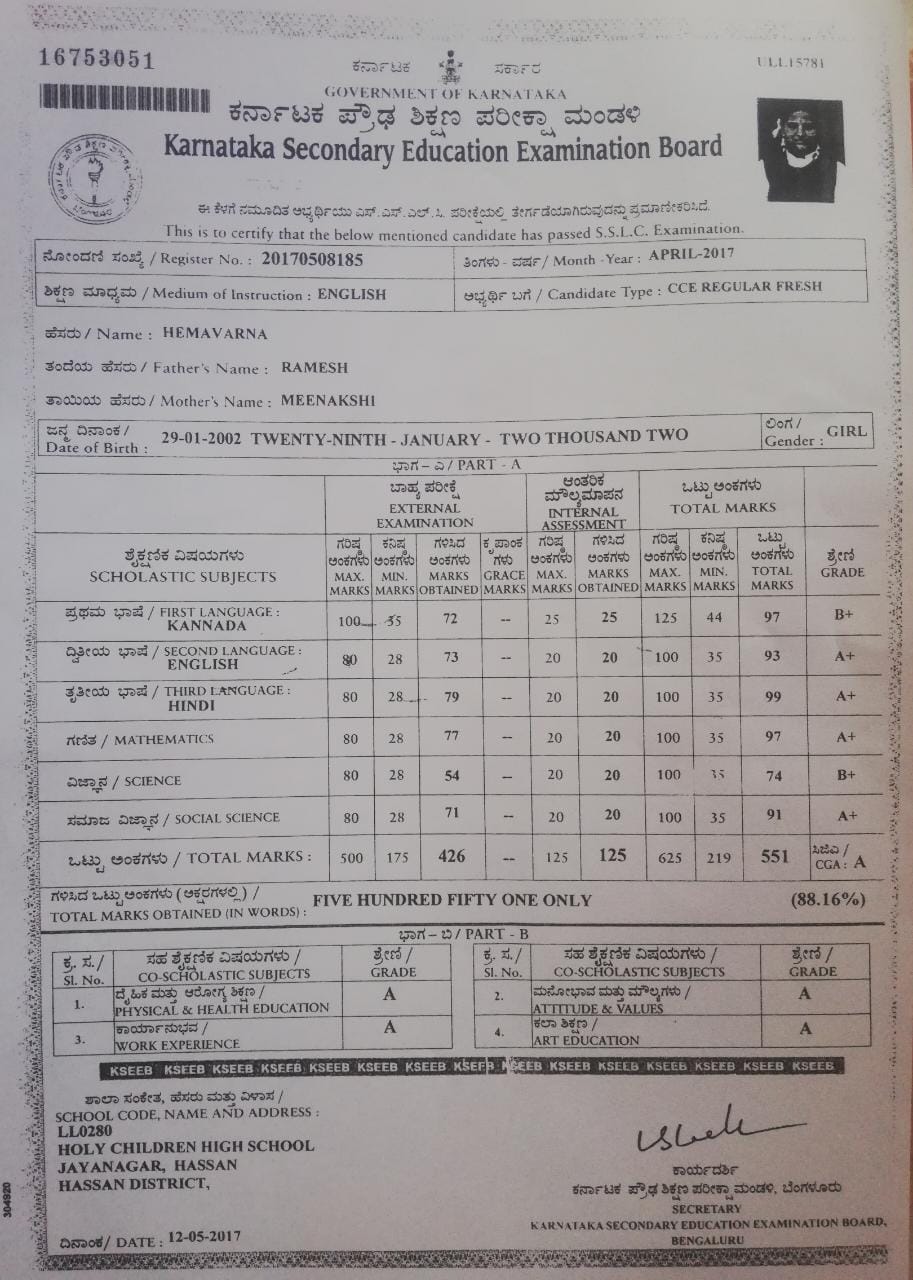 16753051
ಕರ್ನಾಟಕ ಸರ್ಕಾರ
ULL15781
GOVERNMENT OF KARNATAKA
ಕರ್ನಾಟಕ ಪ್ರೌಢ ಶಿಕ್ಷಣ ಪರೀಕ್ಷಾ ಮಂಡಳಿ
Karnataka Secondary Education Examination Board
ಈ ಕೆಳಗೆ ನಮೂದಿತ ಅಭ್ಯರ್ಥಿಯು ಎಸ್.ಎಸ್.ಎಲ್.ಸಿ. ಪರೀಕ್ಷೆಯಲ್ಲಿ ತೇರ್ಗಡೆಯಾಗಿರುವುದನ್ನು ಪ್ರಮಾಣೀಕರಿಸಿದೆ.
This is to certify that the below mentioned candidate has passed S.S.L.C. Examination.
ನೋಂದಣಿ ಸಂಖ್ಯೆ / Register No. : 20170508185 ತಿಂಗಳು - ವರ್ಷ / Month -Year : APRIL-2017
ಶಿಕ್ಷಣ ಮಾಧ್ಯಮ / Medium of Instruction : ENGLISH ಅಭ್ಯರ್ಥಿ ಬಗೆ / Candidate Type : CCE REGULAR FRESH
ಹೆಸರು / Name : HEMAVARNA
ತಂದೆಯ ಹೆಸರು / Father's Name : RAMESH
ತಾಯಿಯ ಹೆಸರು / Mother's Name : MEENAKSHI
ಜನ್ಮ ದಿನಾಂಕ / Date of Birth : 29-01-2002 TWENTY-NINTH - JANUARY - TWO THOUSAND TWO ಲಿಂಗ / Gender : GIRL
ಭಾಗ – ಎ / PART - A
ಬಾಹ್ಯ ಪರೀಕ್ಷೆ EXTERNAL EXAMINATION ಆಂತರಿಕ ಮೌಲ್ಯಮಾಪನ INTERNAL ASSESSMENT ಒಟ್ಟು ಅಂಕಗಳು TOTAL MARKS
ಶೈಕ್ಷಣಿಕ ವಿಷಯಗಳು SCHOLASTIC SUBJECTS ಗರಿಷ್ಠ ಅಂಕಗಳು MAX. MARKS ಕನಿಷ್ಠ ಅಂಕಗಳು MIN. MARKS ಗಳಿಸಿದ ಅಂಕಗಳು MARKS OBTAINED ಕೃಪಾಂಕ ಗಳು GRACE MARKS ಗರಿಷ್ಠ ಅಂಕಗಳು MAX. MARKS ಗಳಿಸಿದ ಅಂಕಗಳು MARKS OBTAINED ಗರಿಷ್ಠ ಅಂಕಗಳು MAX. MARKS ಕನಿಷ್ಠ ಅಂಕಗಳು MIN. MARKS ಒಟ್ಟು ಅಂಕಗಳು TOTAL MARKS ಶ್ರೇಣಿ GRADE
ಪ್ರಥಮ ಭಾಷೆ / FIRST LANGUAGE : KANNADA 100 35 72 -- 25 25 125 44 97 B+
ದ್ವಿತೀಯ ಭಾಷೆ / SECOND LANGUAGE : ENGLISH 80 28 73 -- 20 20 100 35 93 A+
ತೃತೀಯ ಭಾಷೆ / THIRD LANGUAGE : HINDI 80 28 79 -- 20 20 100 35 99 A+
ಗಣಿತ / MATHEMATICS 80 28 77 -- 20 20 100 35 97 A+
ವಿಜ್ಞಾನ / SCIENCE 80 28 54 -- 20 20 100 35 74 B+
ಸಮಾಜ ವಿಜ್ಞಾನ / SOCIAL SCIENCE 80 28 71 -- 20 20 100 35 91 A+
ಒಟ್ಟು ಅಂಕಗಳು / TOTAL MARKS : 500 175 426 -- 125 125 625 219 551 ಸಿಜಿಎ / CGA : A
ಗಳಿಸಿದ ಒಟ್ಟು ಅಂಕಗಳು (ಅಕ್ಷರಗಳಲ್ಲಿ) /
TOTAL MARKS OBTAINED (IN WORDS) : FIVE HUNDRED FIFTY ONE ONLY (88.16%)
ಭಾಗ – ಬಿ / PART - B
ಕ್ರ. ಸ. / Sl. No. ಸಹ ಶೈಕ್ಷಣಿಕ ವಿಷಯಗಳು / CO-SCHOLASTIC SUBJECTS ಶ್ರೇಣಿ / GRADE ಕ್ರ. ಸ. / Sl. No. ಸಹ ಶೈಕ್ಷಣಿಕ ವಿಷಯಗಳು / CO-SCHOLASTIC SUBJECTS ಶ್ರೇಣಿ / GRADE
1. ದೈಹಿಕ ಮತ್ತು ಆರೋಗ್ಯ ಶಿಕ್ಷಣ / PHYSICAL & HEALTH EDUCATION A 2. ಮನೋಭಾವ ಮತ್ತು ಮೌಲ್ಯಗಳು / ATTITUDE & VALUES A
3. ಕಾರ್ಯಾನುಭವ / WORK EXPERIENCE A 4. ಕಲಾ ಶಿಕ್ಷಣ / ART EDUCATION A
KSEEB KSEEB KSEEB KSEEB KSEEB KSEEB KSEEB KSEEB KSEEB KSEEB KSEEB KSEEB KSEEB KSEEB KSEEB
ಶಾಲಾ ಸಂಕೇತ, ಹೆಸರು ಮತ್ತು ವಿಳಾಸ /
SCHOOL CODE, NAME AND ADDRESS :
LL0280
HOLY CHILDREN HIGH SCHOOL
JAYANAGAR, HASSAN
HASSAN DISTRICT,
304920
ದಿನಾಂಕ/ DATE : 12-05-2017
ಕಾರ್ಯದರ್ಶಿ
ಕರ್ನಾಟಕ ಪ್ರೌಢ ಶಿಕ್ಷಣ ಪರೀಕ್ಷಾ ಮಂಡಳಿ, ಬೆಂಗಳೂರು
SECRETARY
KARNATAKA SECONDARY EDUCATION EXAMINATION BOARD,
BENGALURU